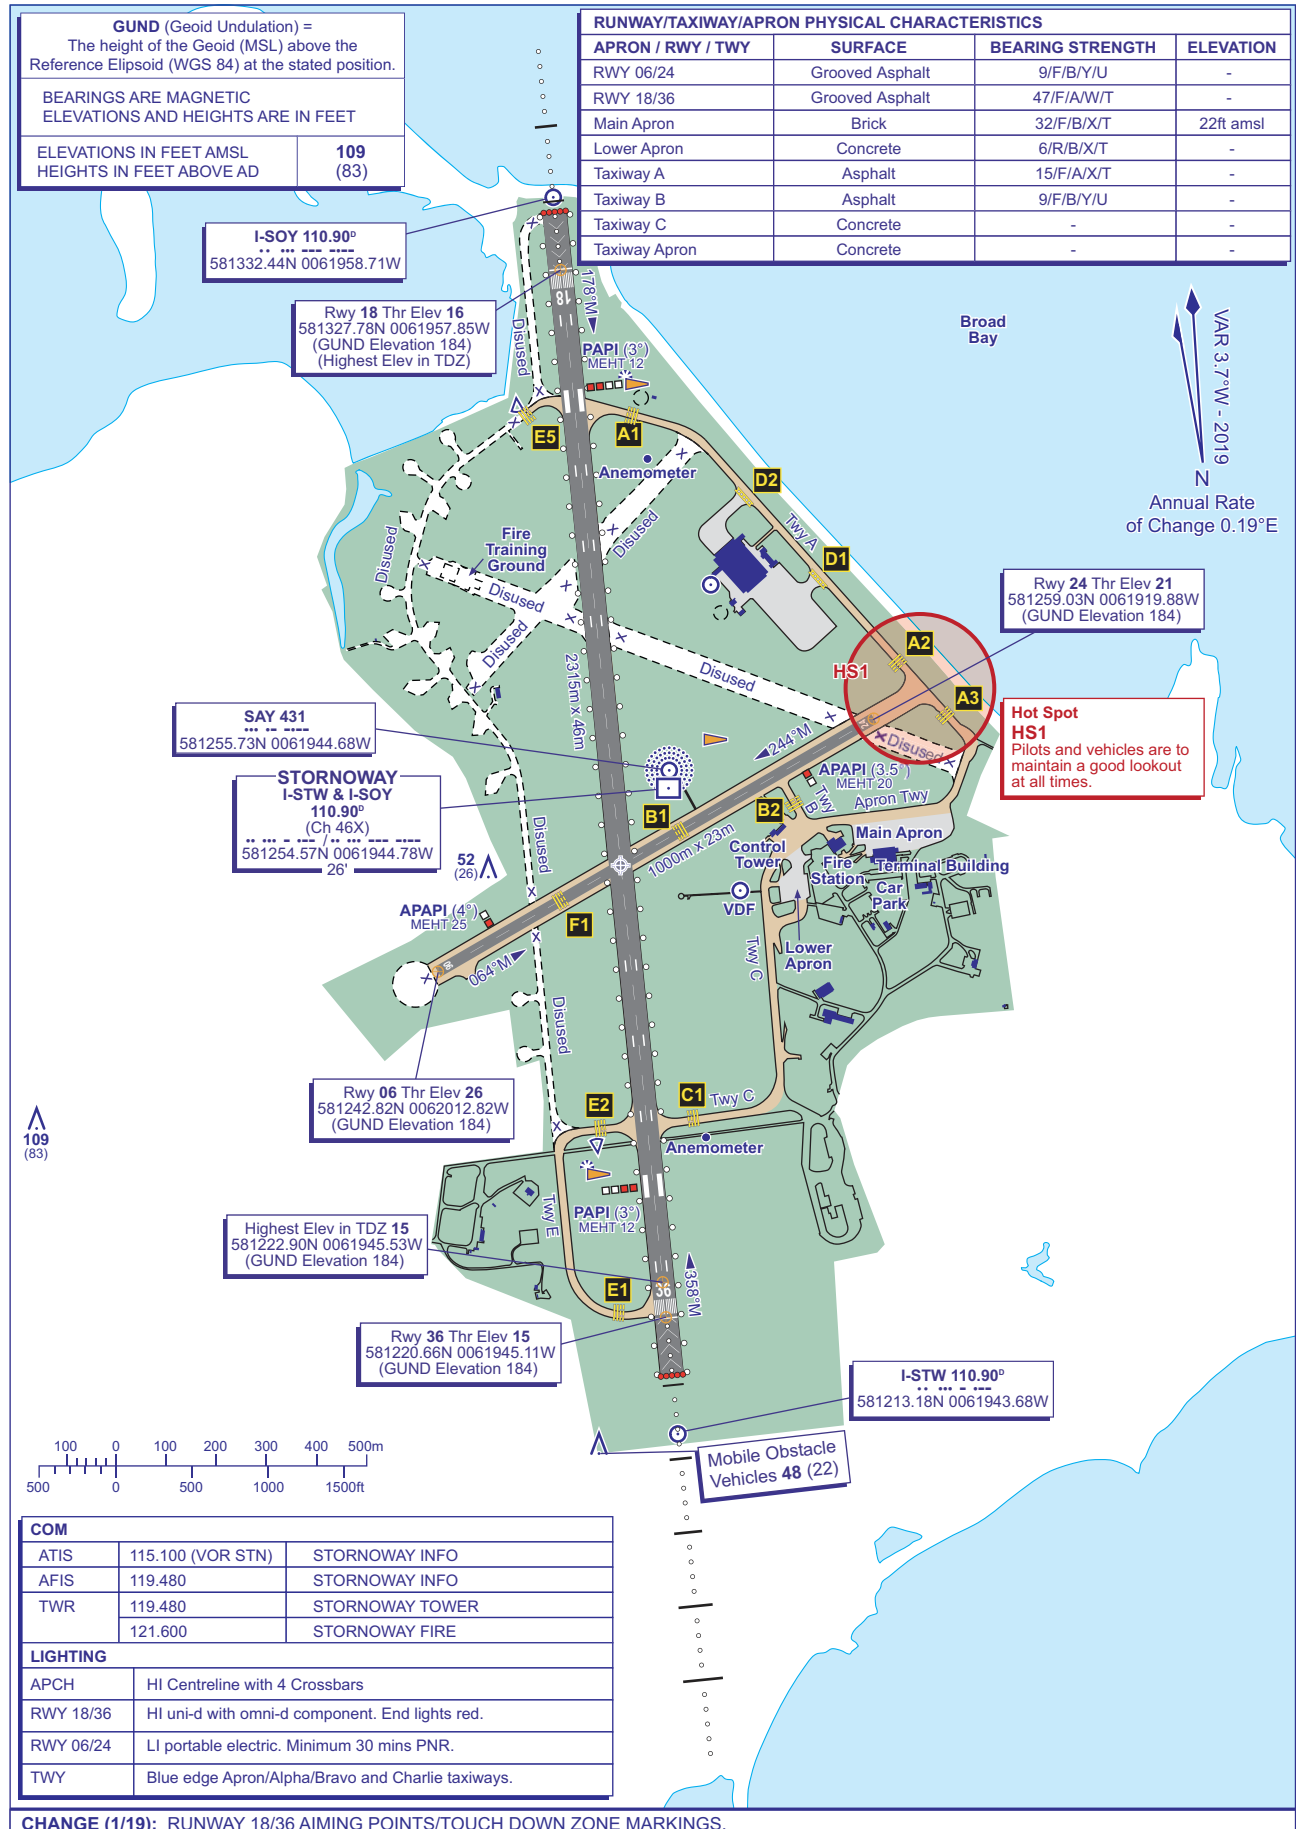 GUND (Geoid Undulation) =
The height of the Geoid (MSL) above the
Reference Elipsoid (WGS 84) at the stated position.
BEARINGS ARE MAGNETIC
ELEVATIONS AND HEIGHTS ARE IN FEET
ELEVATIONS IN FEET AMSL 109
HEIGHTS IN FEET ABOVE AD (83)
RUNWAY/TAXIWAY/APRON PHYSICAL CHARACTERISTICS
APRON / RWY / TWY SURFACE BEARING STRENGTH ELEVATION
RWY 06/24 Grooved Asphalt 9/F/B/Y/U -
RWY 18/36 Grooved Asphalt 47/F/A/W/T -
Main Apron Brick 32/F/B/X/T 22ft amsl
Lower Apron Concrete 6/R/B/X/T -
Taxiway A Asphalt 15/F/A/X/T -
Taxiway B Asphalt 9/F/B/Y/U -
Taxiway C Concrete - -
Taxiway Apron Concrete - -
I-SOY 110.90D
581332.44N 0061958.71W
Rwy 18 Thr Elev 16
581327.78N 0061957.85W
(GUND Elevation 184)
(Highest Elev in TDZ)
18
178°M
Disused
PAPI (3°)
MEHT 12
Broad
Bay
VAR 3.7°W - 2019
N
Annual Rate
of Change 0.19°E
E5
A1
Anemometer
D2
Twy A
D1
Disused
Disused
Fire
Training
Ground
Disused
Disused
Disused
2315m x 46m
Rwy 24 Thr Elev 21
581259.03N 0061919.88W
(GUND Elevation 184)
A2
HS1
A3
Hot Spot
HS1
Pilots and vehicles are to
maintain a good lookout
at all times.
SAY 431
581255.73N 0061944.68W
STORNOWAY
I-STW & I-SOY
110.90D
(Ch 46X)
581254.57N 0061944.78W
26'
244°M
24
Disused
APAPI (3.5°)
MEHT 20
Twy B
Apron Twy
B1
B2
1000m x 23m
Control
Tower
Main Apron
Fire
Station
Terminal Building
Car
Park
VDF
Lower
Apron
Twy C
52
(26)
Disused
APAPI (4°)
MEHT 25
F1
06
064°M
Disused
Rwy 06 Thr Elev 26
581242.82N 0062012.82W
(GUND Elevation 184)
109
(83)
E2
C1
Twy C
Anemometer
Twy E
PAPI (3°)
MEHT 12
Highest Elev in TDZ 15
581222.90N 0061945.53W
(GUND Elevation 184)
E1
36
358°M
Rwy 36 Thr Elev 15
581220.66N 0061945.11W
(GUND Elevation 184)
I-STW 110.90D
581213.18N 0061943.68W
Mobile Obstacle
Vehicles 48 (22)
100 0 100 200 300 400 500m
500 0 500 1000 1500ft
COM
ATIS 115.100 (VOR STN) STORNOWAY INFO
AFIS 119.480 STORNOWAY INFO
TWR 119.480 STORNOWAY TOWER
121.600 STORNOWAY FIRE
LIGHTING
APCH HI Centreline with 4 Crossbars
RWY 18/36 HI uni-d with omni-d component. End lights red.
RWY 06/24 LI portable electric. Minimum 30 mins PNR.
TWY Blue edge Apron/Alpha/Bravo and Charlie taxiways.
CHANGE (1/19): RUNWAY 18/36 AIMING POINTS/TOUCH DOWN ZONE MARKINGS.